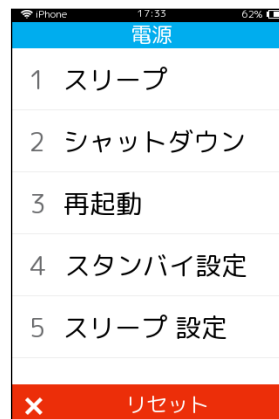 iPhone 17:33 62%
電源
1 スリープ
2 シャットダウン
3 再起動
4 スタンバイ設定
5 スリープ 設定
× リセット